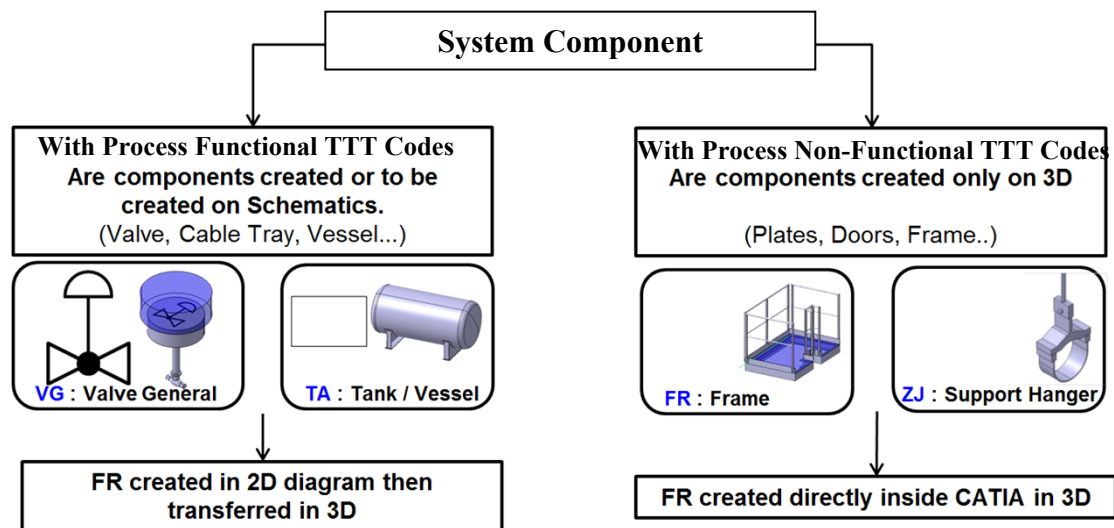 System Component
With Process Functional TTT Codes
Are components created or to be
created on Schematics.
(Valve, Cable Tray, Vessel...)
With Process Non-Functional TTT Codes
Are components created only on 3D
(Plates, Doors, Frame..)
VG : Valve General
TA : Tank / Vessel
FR : Frame
ZJ : Support Hanger
FR created in 2D diagram then
transferred in 3D
FR created directly inside CATIA in 3D